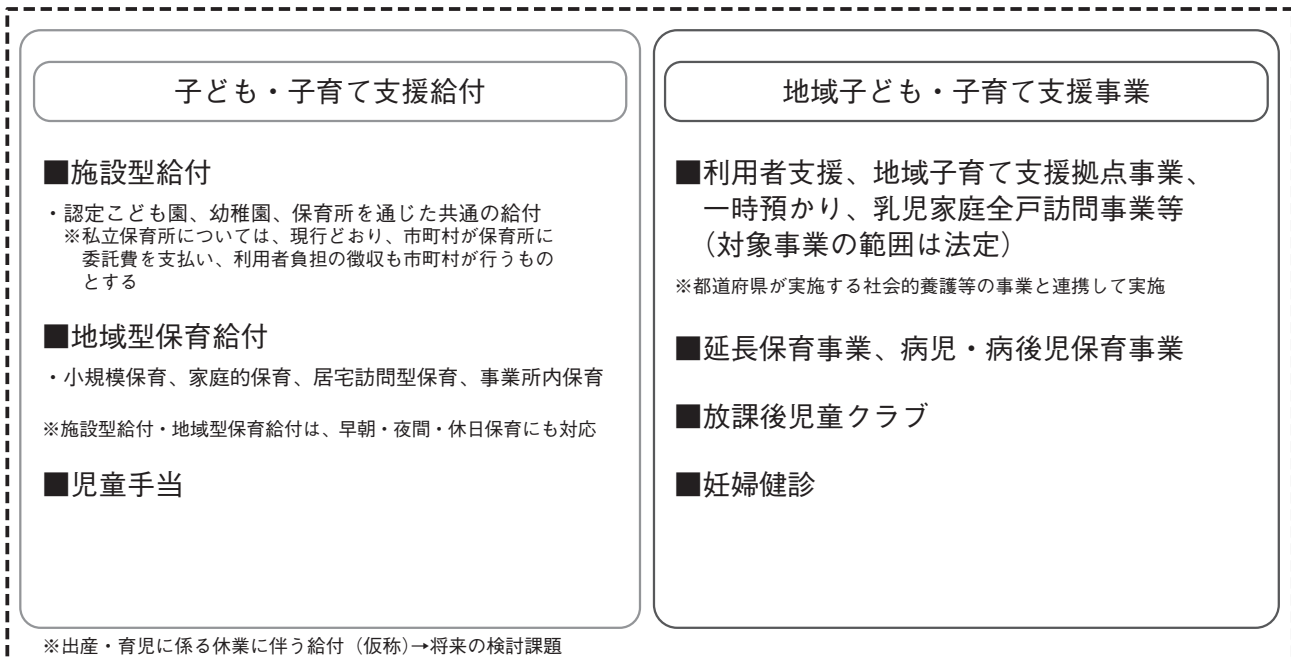 子ども・子育て支援給付
■施設型給付
・認定こども園、幼稚園、保育所を通じた共通の給付
※私立保育所については、現行どおり、市町村が保育所に
委託費を支払い、利用者負担の徴収も市町村が行うもの
とする
■地域型保育給付
・小規模保育、家庭的保育、居宅訪問型保育、事業所内保育
※施設型給付・地域型保育給付は、早朝・夜間・休日保育にも対応
■児童手当
地域子ども・子育て支援事業
■利用者支援、地域子育て支援拠点事業、
一時預かり、乳児家庭全戸訪問事業等
（対象事業の範囲は法定）
※都道府県が実施する社会的養護等の事業と連携して実施
■延長保育事業、病児・病後児保育事業
■放課後児童クラブ
■妊婦健診
※出産・育児に係る休業に伴う給付（仮称）→将来の検討課題